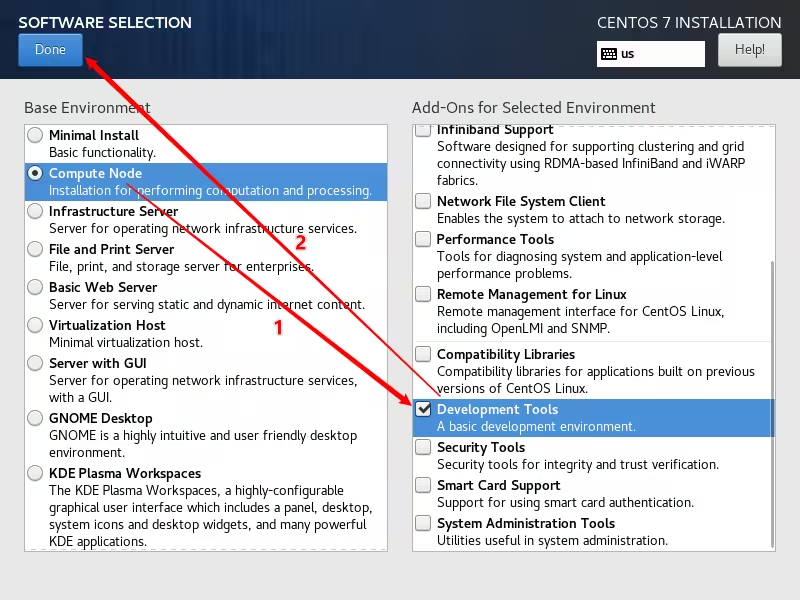 SOFTWARE SELECTION
CENTOS 7 INSTALLATION
Done
us
Help!
Base Environment
Minimal Install
Basic functionality.
Compute Node
Installation for performing computation and processing.
Infrastructure Server
Server for operating network infrastructure services.
File and Print Server
File, print, and storage server for enterprises.
Basic Web Server
Server for serving static and dynamic internet content.
Virtualization Host
Minimal virtualization host.
Server with GUI
Server for operating network infrastructure services,
with a GUI.
GNOME Desktop
GNOME is a highly intuitive and user friendly desktop
environment.
KDE Plasma Workspaces
The KDE Plasma Workspaces, a highly-configurable
graphical user interface which includes a panel, desktop,
system icons and desktop widgets, and many powerful
KDE applications.
2
1
Add-Ons for Selected Environment
Infiniband Support
Software designed for supporting clustering and grid
connectivity using RDMA-based InfiniBand and iWARP
fabrics.
Network File System Client
Enables the system to attach to network storage.
Performance Tools
Tools for diagnosing system and application-level
performance problems.
Remote Management for Linux
Remote management interface for CentOS Linux,
including OpenLMI and SNMP.
Compatibility Libraries
Compatibility libraries for applications built on previous
versions of CentOS Linux.
Development Tools
A basic development environment.
Security Tools
Security tools for integrity and trust verification.
Smart Card Support
Support for using smart card authentication.
System Administration Tools
Utilities useful in system administration.